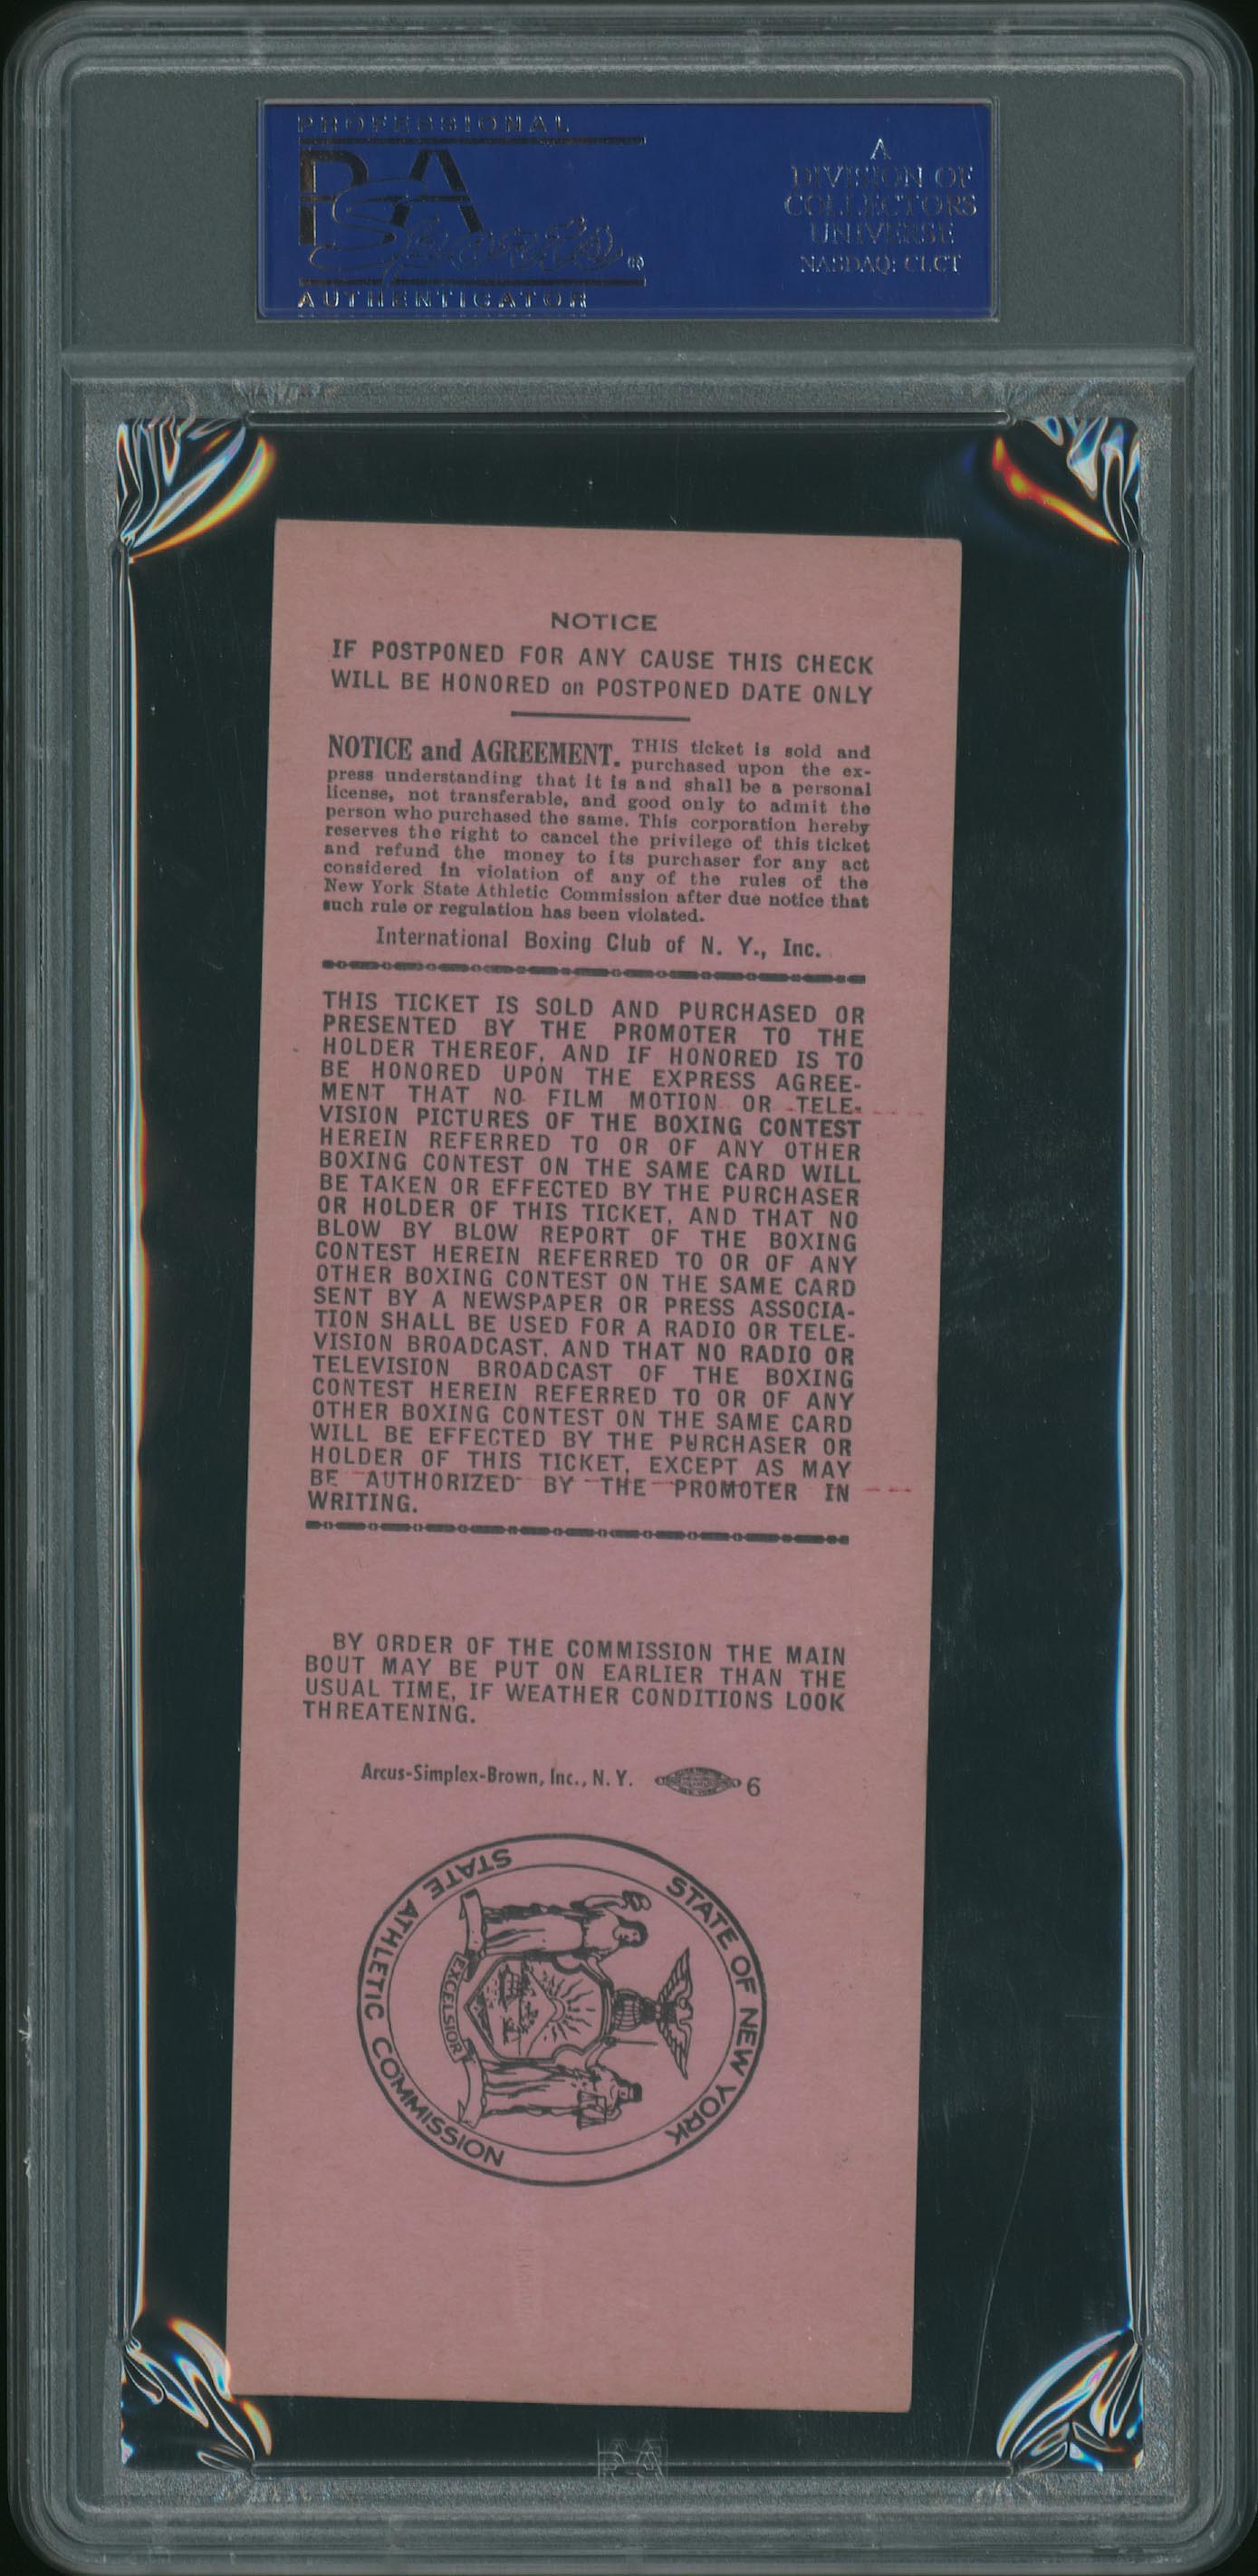 PROFESSIONAL
PSA
Sports®
AUTHENTICATOR
A
DIVISION OF
COLLECTORS
UNIVERSE
NASDAQ: CLCT
NOTICE
IF POSTPONED FOR ANY CAUSE THIS CHECK
WILL BE HONORED on POSTPONED DATE ONLY
NOTICE and AGREEMENT. THIS ticket is sold and
purchased upon the ex-
press understanding that it is and shall be a personal
license, not transferable, and good only to admit the
person who purchased the same. This corporation hereby
reserves the right to cancel the privilege of this ticket
and refund the money to its purchaser for any act
considered in violation of any of the rules of the
New York State Athletic Commission after due notice that
such rule or regulation has been violated.
International Boxing Club of N. Y., Inc.
THIS TICKET IS SOLD AND PURCHASED OR
PRESENTED BY THE PROMOTER TO THE
HOLDER THEREOF, AND IF HONORED IS TO
BE HONORED UPON THE EXPRESS AGREE-
MENT THAT NO FILM MOTION OR TELE-
VISION PICTURES OF THE BOXING CONTEST
HEREIN REFERRED TO OR OF ANY OTHER
BOXING CONTEST ON THE SAME CARD WILL
BE TAKEN OR EFFECTED BY THE PURCHASER
OR HOLDER OF THIS TICKET, AND THAT NO
BLOW BY BLOW REPORT OF THE BOXING
CONTEST HEREIN REFERRED TO OR OF ANY
OTHER BOXING CONTEST ON THE SAME CARD
SENT BY A NEWSPAPER OR PRESS ASSOCIA-
TION SHALL BE USED FOR A RADIO OR TELE-
VISION BROADCAST, AND THAT NO RADIO OR
TELEVISION BROADCAST OF THE BOXING
CONTEST HEREIN REFERRED TO OR OF ANY
OTHER BOXING CONTEST ON THE SAME CARD
WILL BE EFFECTED BY THE PURCHASER OR
HOLDER OF THIS TICKET, EXCEPT AS MAY
BE AUTHORIZED BY THE PROMOTER IN
WRITING.
BY ORDER OF THE COMMISSION THE MAIN
BOUT MAY BE PUT ON EARLIER THAN THE
USUAL TIME, IF WEATHER CONDITIONS LOOK
THREATENING.
Arcus-Simplex-Brown, Inc., N. Y. 6
STATE OF NEW YORK
STATE ATHLETIC COMMISSION
EXCELSIOR
PSA